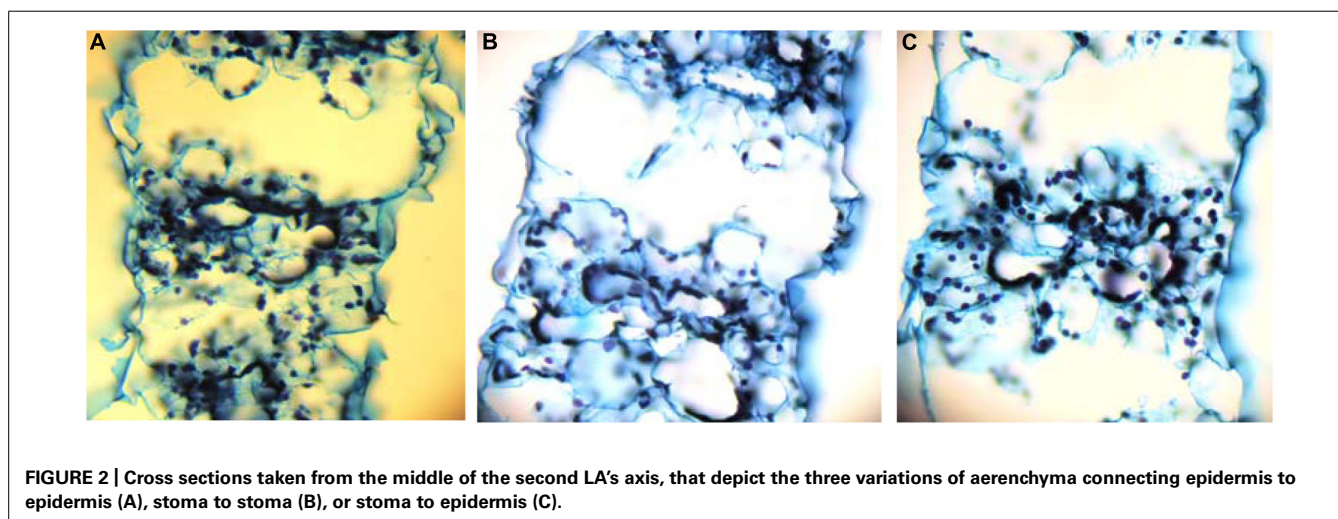 A B C
FIGURE 2 | Cross sections taken from the middle of the second LA's axis, that depict the three variations of aerenchyma connecting epidermis to
epidermis (A), stoma to stoma (B), or stoma to epidermis (C).